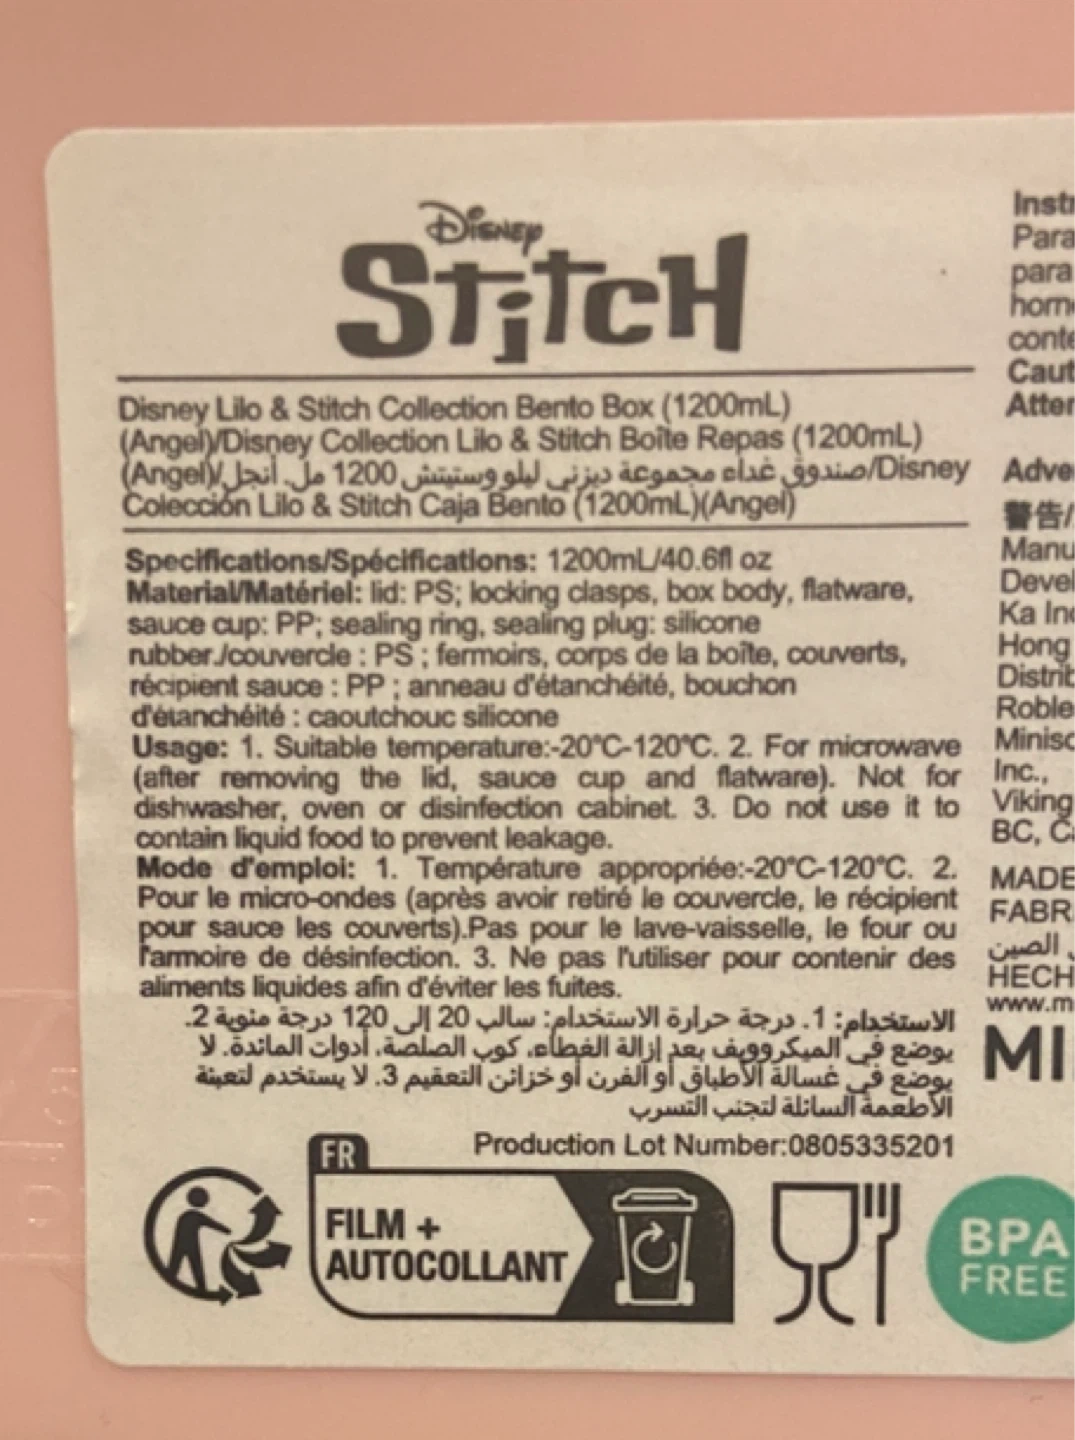 Disney
Stitch
Disney Lilo & Stitch Collection Bento Box (1200mL)
(Angel)/Disney Collection Lilo & Stitch Boîte Repas (1200mL)
(Angel)/صندوق غداء مجموعة ديزني ليلو وستيتش 1200 مل. أنجل/Disney
Colección Lilo & Stitch Caja Bento (1200mL)(Angel)
Specifications/Spécifications: 1200mL/40.6fl oz
Material/Matériel: lid: PS; locking clasps, box body, flatware,
sauce cup: PP; sealing ring, sealing plug: silicone
rubber./couvercle : PS ; fermoirs, corps de la boîte, couverts,
récipient sauce : PP ; anneau d'étanchéité, bouchon
d'étanchéité : caoutchouc silicone
Usage: 1. Suitable temperature:-20°C-120°C. 2. For microwave
(after removing the lid, sauce cup and flatware). Not for
dishwasher, oven or disinfection cabinet. 3. Do not use it to
contain liquid food to prevent leakage.
Mode d'emploi: 1. Température appropriée:-20°C-120°C. 2.
Pour le micro-ondes (après avoir retiré le couvercle, le récipient
pour sauce les couverts).Pas pour le lave-vaisselle, le four ou
l'armoire de désinfection. 3. Ne pas l'utiliser pour contenir des
aliments liquides afin d'éviter les fuites.
الاستخدام: 1. درجة حرارة الاستخدام: سالب 20 إلى 120 درجة مئوية 2.
يوضع في الميكروويف بعد إزالة الغطاء، كوب الصلصة، أدوات المائدة. لا
يوضع في غسالة الأطباق أو الفرن أو خزائن التعقيم 3. لا يستخدم لتعبئة
الأطعمة السائلة لتجنب التسرب
Production Lot Number:0805335201
FR
FILM +
AUTOCOLLANT
Instr
Para
para
horn
conte
Caut
Atter
Adve
警告/
Manu
Devel
Ka In
Hong
Distrib
Roble
Minisc
Inc.,
Viking
BC, C
MADE
FABR
الصين
HECH
www.m
MI
BPA
FREE